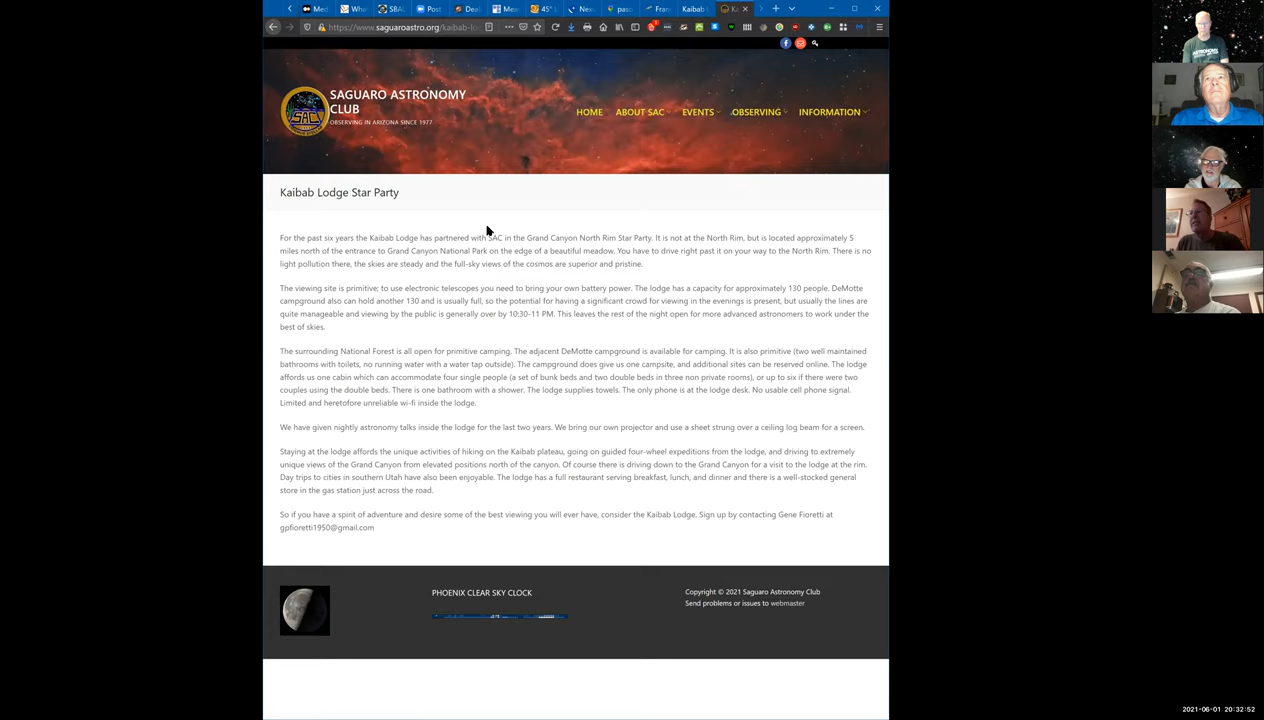 Med
What
SBAU
Post
Deal
Mea
45°
Nex
pasc
Fran
Kaibab
Ka
https://www.saguaroastro.org/kaibab-lo
SAGUARO ASTRONOMY
CLUB
OBSERVING IN ARIZONA SINCE 1977
SAC
HOME ABOUT SAC EVENTS OBSERVING INFORMATION
Kaibab Lodge Star Party
For the past six years the Kaibab Lodge has partnered with SAC in the Grand Canyon North Rim Star Party. It is not at the North Rim, but is located approximately 5
miles north of the entrance to Grand Canyon National Park on the edge of a beautiful meadow. You have to drive right past it on your way to the North Rim. There is no
light pollution there, the skies are steady and the full-sky views of the cosmos are superior and pristine.
The viewing site is primitive; to use electronic telescopes you need to bring your own battery power. The lodge has a capacity for approximately 130 people. DeMotte
campground also can hold another 130 and is usually full, so the potential for having a significant crowd for viewing in the evenings is present, but usually the lines are
quite manageable and viewing by the public is generally over by 10:30-11 PM. This leaves the rest of the night open for more advanced astronomers to work under the
best of skies.
The surrounding National Forest is all open for primitive camping. The adjacent DeMotte campground is available for camping. It is also primitive (two well maintained
bathrooms with toilets, no running water with a water tap outside). The campground does give us one campsite, and additional sites can be reserved online. The lodge
affords us one cabin which can accommodate four single people (a set of bunk beds and two double beds in three non private rooms), or up to six if there were two
couples using the double beds. There is one bathroom with a shower. The lodge supplies towels. The only phone is at the lodge desk. No usable cell phone signal.
Limited and heretofore unreliable wi-fi inside the lodge.
We have given nightly astronomy talks inside the lodge for the last two years. We bring our own projector and use a sheet strung over a ceiling log beam for a screen.
Staying at the lodge affords the unique activities of hiking on the Kaibab plateau, going on guided four-wheel expeditions from the lodge, and driving to extremely
unique views of the Grand Canyon from elevated positions north of the canyon. Of course there is driving down to the Grand Canyon for a visit to the lodge at the rim.
Day trips to cities in southern Utah have also been enjoyable. The lodge has a full restaurant serving breakfast, lunch, and dinner and there is a well-stocked general
store in the gas station just across the road.
So if you have a spirit of adventure and desire some of the best viewing you will ever have, consider the Kaibab Lodge. Sign up by contacting Gene Fioretti at
gpfioretti1950@gmail.com
PHOENIX CLEAR SKY CLOCK
Copyright © 2021 Saguaro Astronomy Club
Send problems or issues to webmaster
ASTRONOMY
2021-06-01 20:32:52